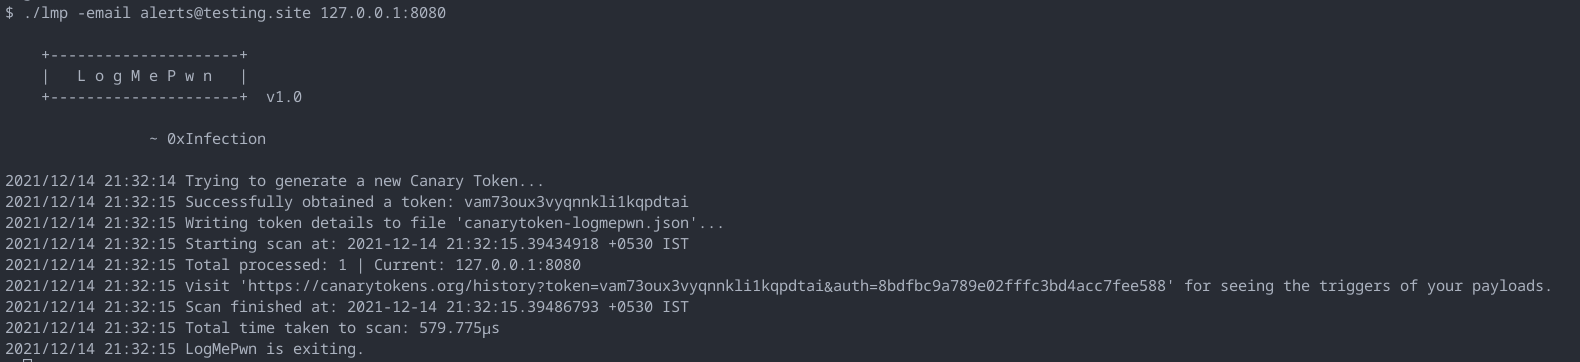 $ ./lmp -email alerts@testing.site 127.0.0.1:8080
+---------------------+
|   L o g M e P w n   |
+---------------------+  v1.0
~ 0xInfection
2021/12/14 21:32:14 Trying to generate a new Canary Token...
2021/12/14 21:32:15 Successfully obtained a token: vam73oux3vyqnnkli1kqpdtai
2021/12/14 21:32:15 Writing token details to file 'canarytoken-logmepwn.json'...
2021/12/14 21:32:15 Starting scan at: 2021-12-14 21:32:15.39434918 +0530 IST
2021/12/14 21:32:15 Total processed: 1 | Current: 127.0.0.1:8080
2021/12/14 21:32:15 Visit 'https://canarytokens.org/history?token=vam73oux3vyqnnkli1kqpdtai&auth=8bdfbc9a789e02fffc3bd4acc7fee588' for seeing the triggers of your payloads.
2021/12/14 21:32:15 Scan finished at: 2021-12-14 21:32:15.39486793 +0530 IST
2021/12/14 21:32:15 Total time taken to scan: 579.775µs
2021/12/14 21:32:15 LogMePwn is exiting.